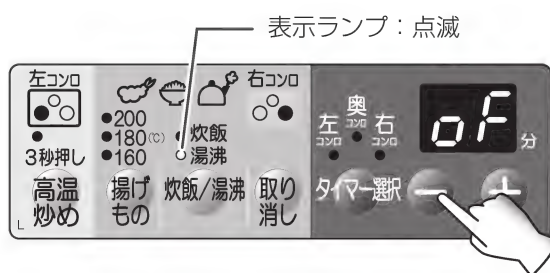 表示ランプ：点滅
左コンロ
右コンロ
●200
●180(℃)
●160
炊飯
湯沸
3秒押し
高温
炒め
揚げ
もの
炊飯/湯沸
取り
消し
左
コンロ
奥
コンロ
右
コンロ
oF
分
タイマー選択
－
＋